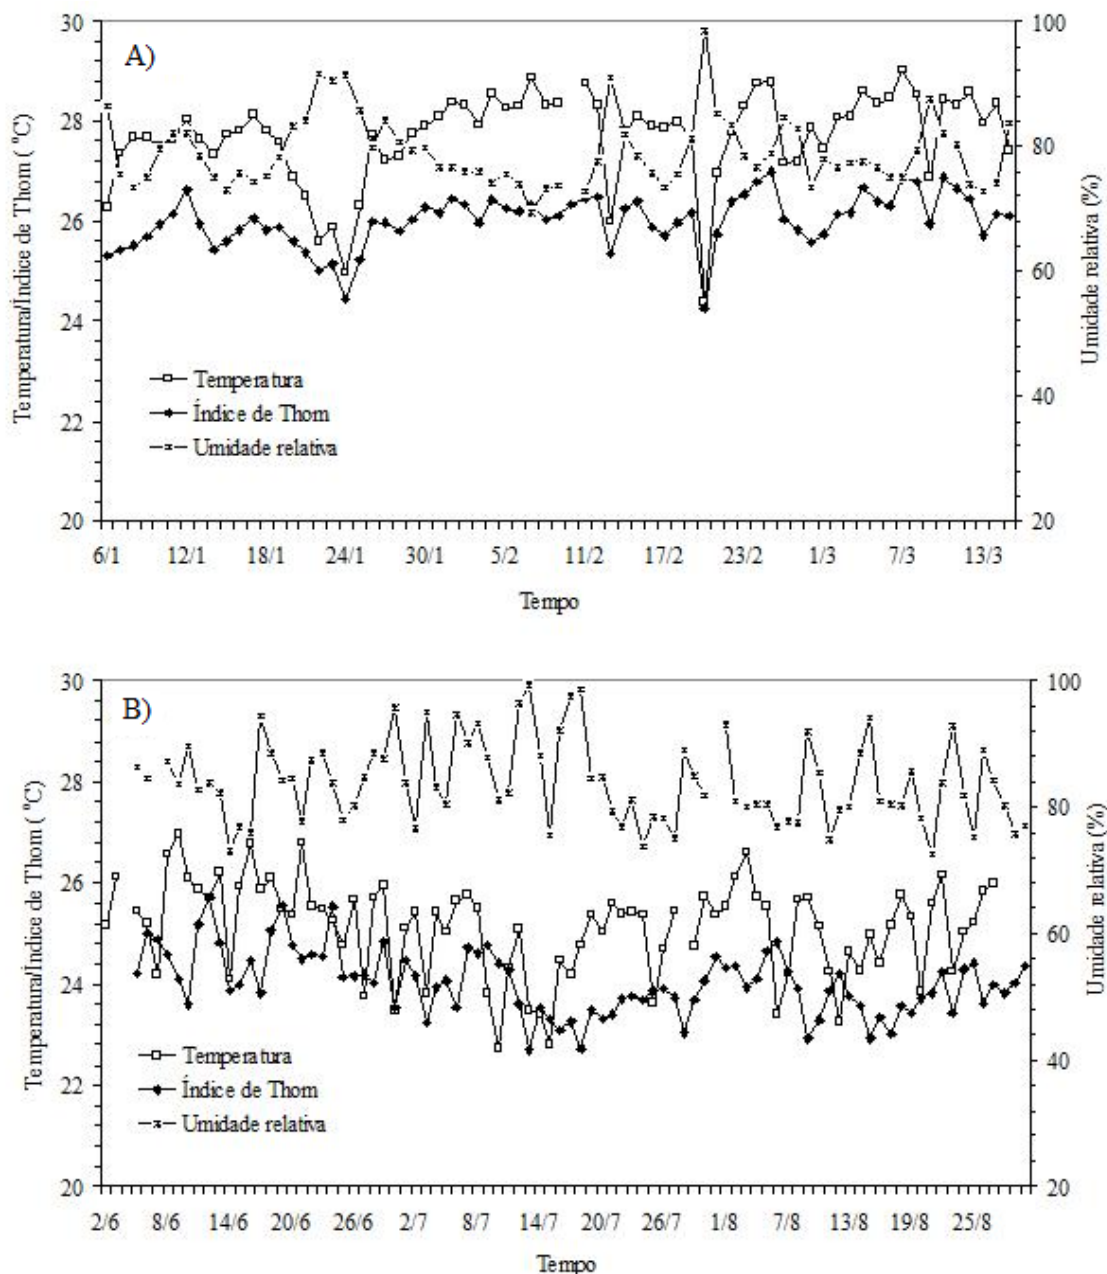 A)
Temperatura/Índice de Thom ( °C)
30
28
26
24
22
20
100
80
60
40
20
Umidade relativa (%)
Temperatura
Índice de Thom
Umidade relativa
6/1 12/1 18/1 24/1 30/1 5/2 11/2 17/2 23/2 1/3 7/3 13/3
Tempo
B)
Temperatura/Índice de Thom ( °C)
30
28
26
24
22
20
100
80
60
40
20
Umidade relativa (%)
Temperatura
Índice de Thom
Umidade relativa
2/6 8/6 14/6 20/6 26/6 2/7 8/7 14/7 20/7 26/7 1/8 7/8 13/8 19/8 25/8
Tempo